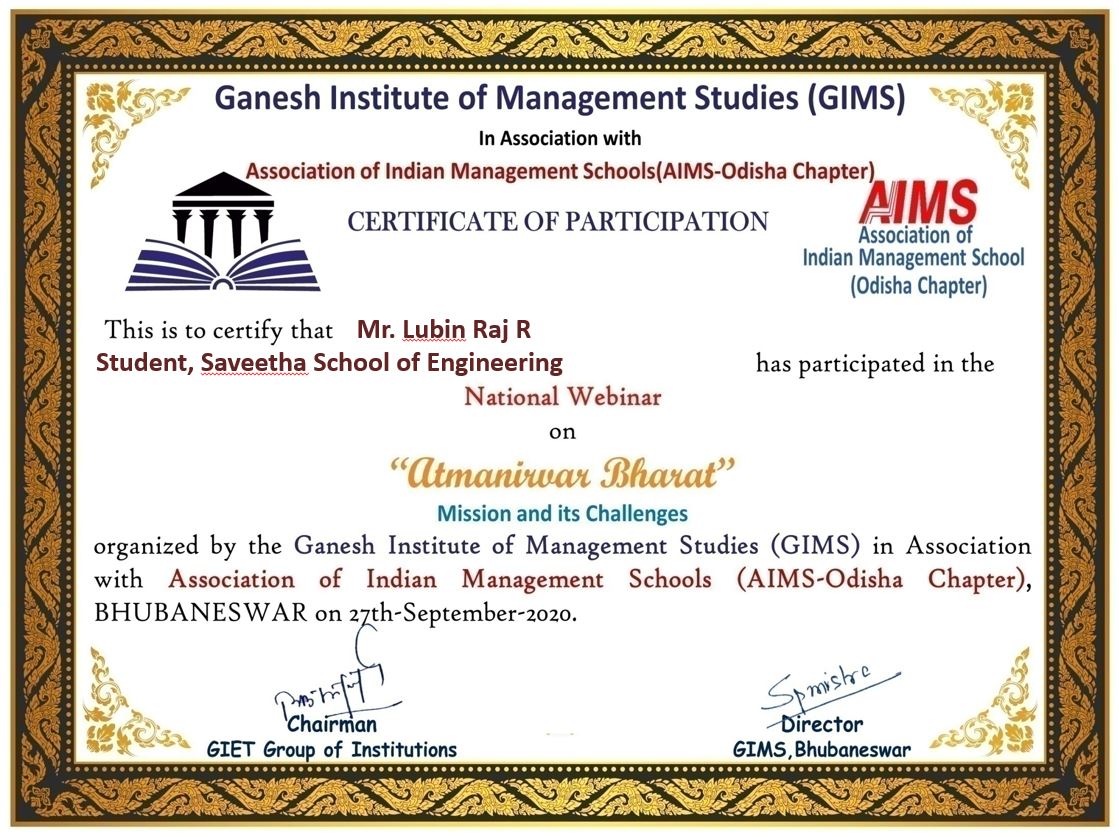 Ganesh Institute of Management Studies (GIMS)
In Association with
Association of Indian Management Schools(AIMS-Odisha Chapter)
CERTIFICATE OF PARTICIPATION
AIMS
Association of
Indian Management School
(Odisha Chapter)
This is to certify that Mr. Lubin Raj R
Student, Saveetha School of Engineering has participated in the
National Webinar
on
“Atmanirvar Bharat”
Mission and its Challenges
organized by the Ganesh Institute of Management Studies (GIMS) in Association
with Association of Indian Management Schools (AIMS-Odisha Chapter),
BHUBANESWAR on 27th-September-2020.
Spmishra
Chairman Director
GIET Group of Institutions GIMS,Bhubaneswar